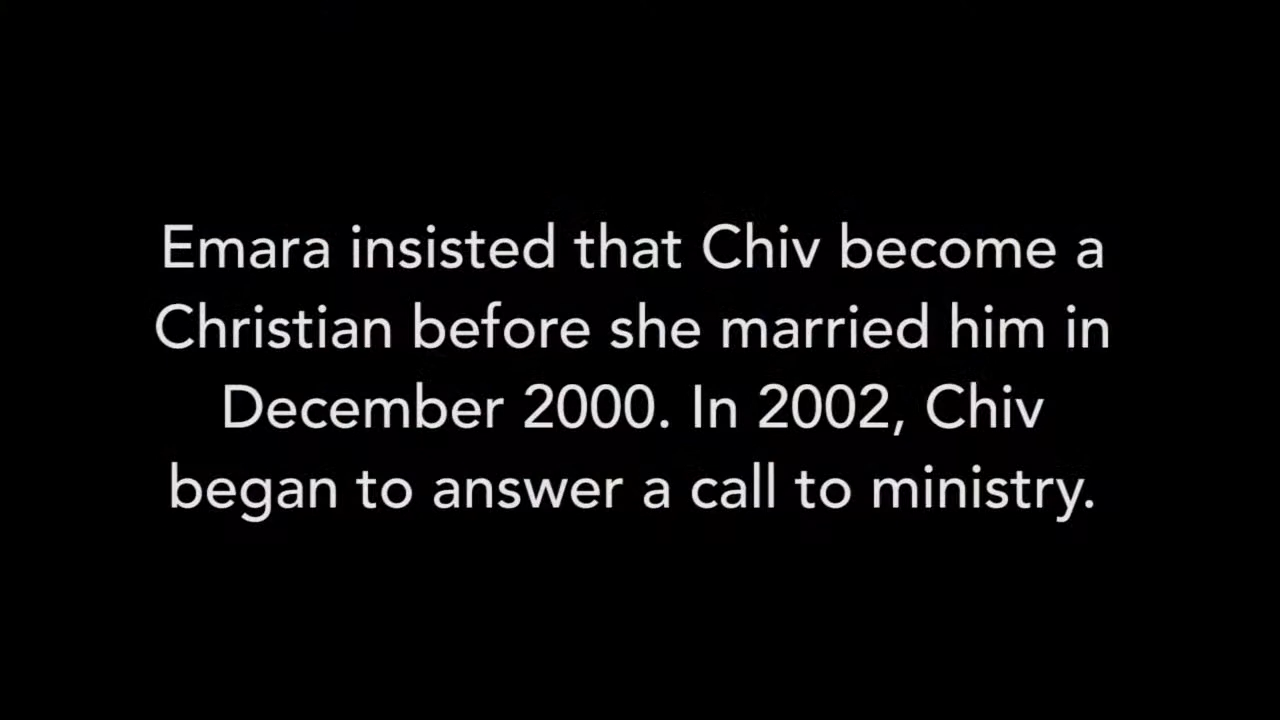 Emara insisted that Chiv become a
Christian before she married him in
December 2000. In 2002, Chiv
began to answer a call to ministry.